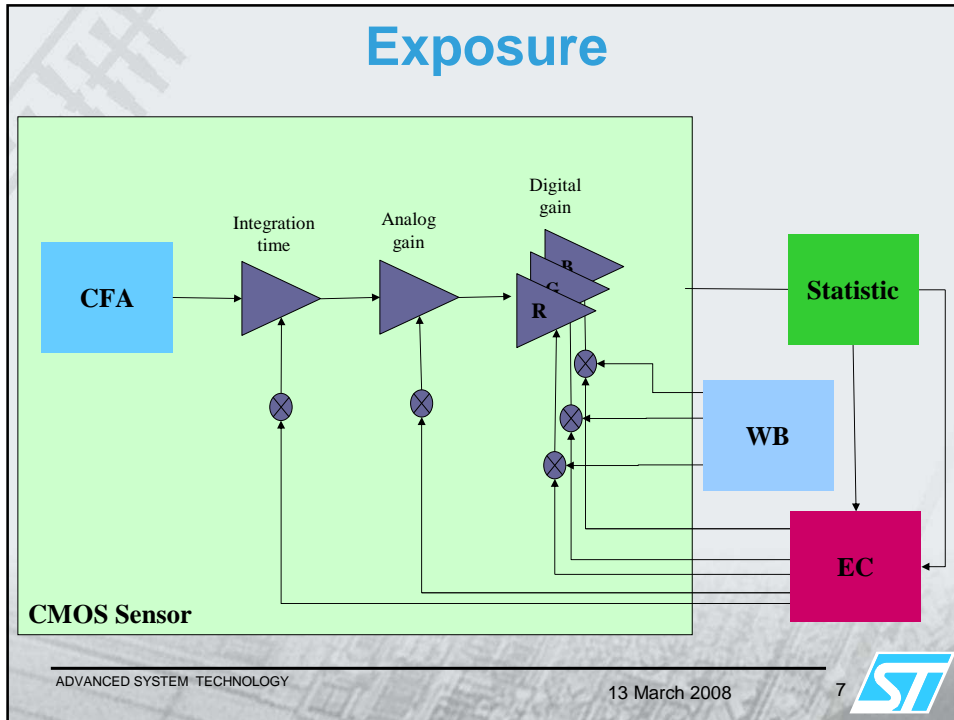 Exposure
Integration
time
Analog
gain
Digital
gain
CFA
B
G
R
Statistic
WB
EC
CMOS Sensor
ADVANCED SYSTEM TECHNOLOGY
13 March 2008
7
ST